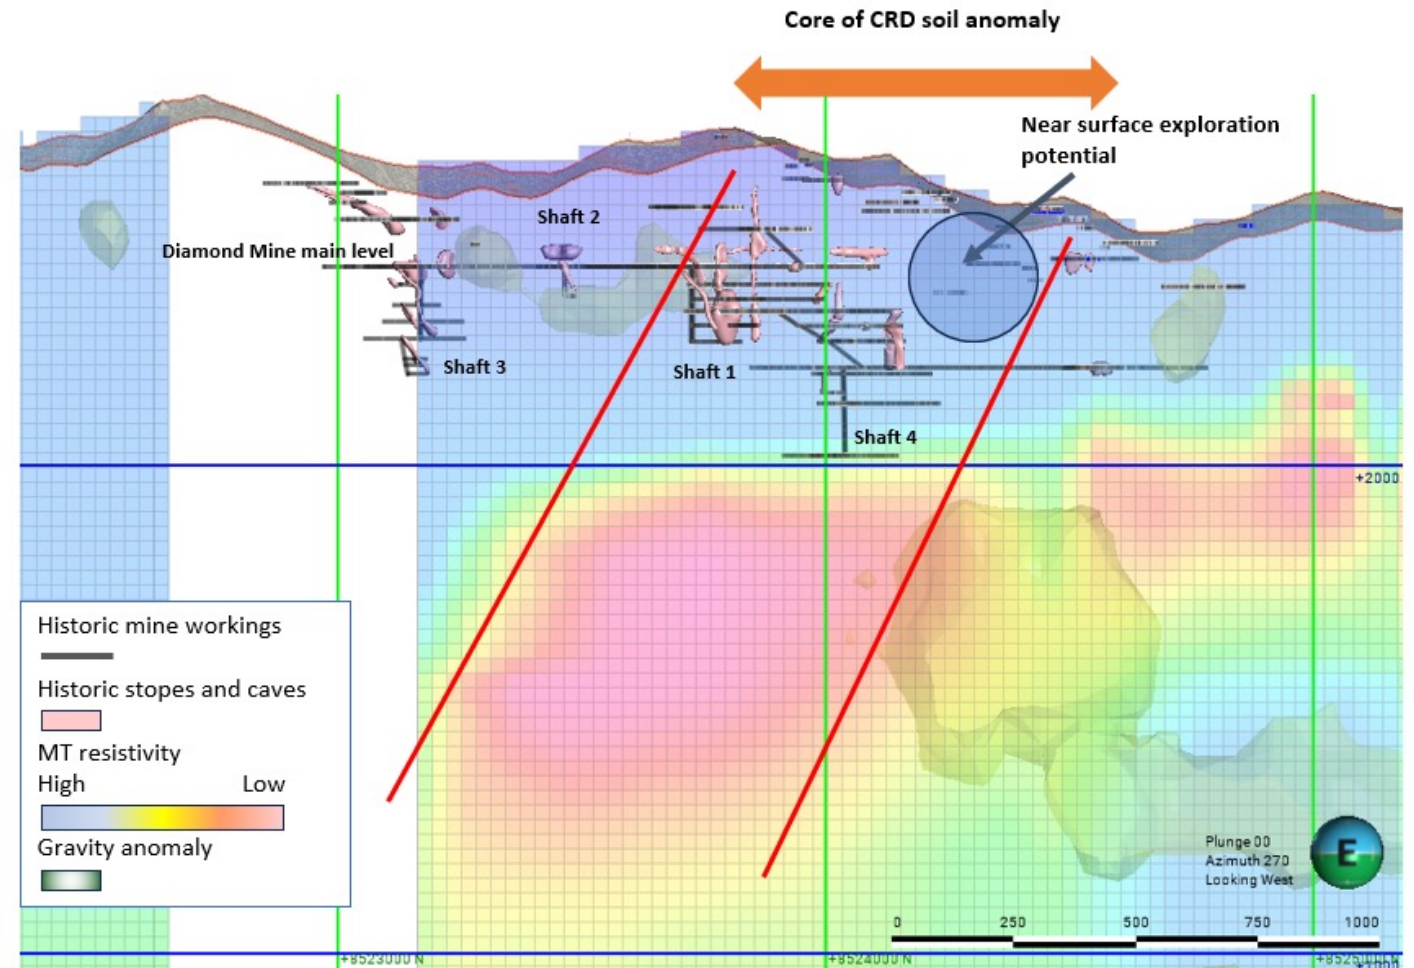 Core of CRD soil anomaly
Near surface exploration
potential
Shaft 2
Diamond Mine main level
Shaft 3
Shaft 1
Shaft 4
+2000
Historic mine workings
Historic stopes and caves
MT resistivity
High Low
Gravity anomaly
Plunge 00
Azimuth 270
Looking West
E
0 250 500 750 1000
+8523000 N +8524000 N